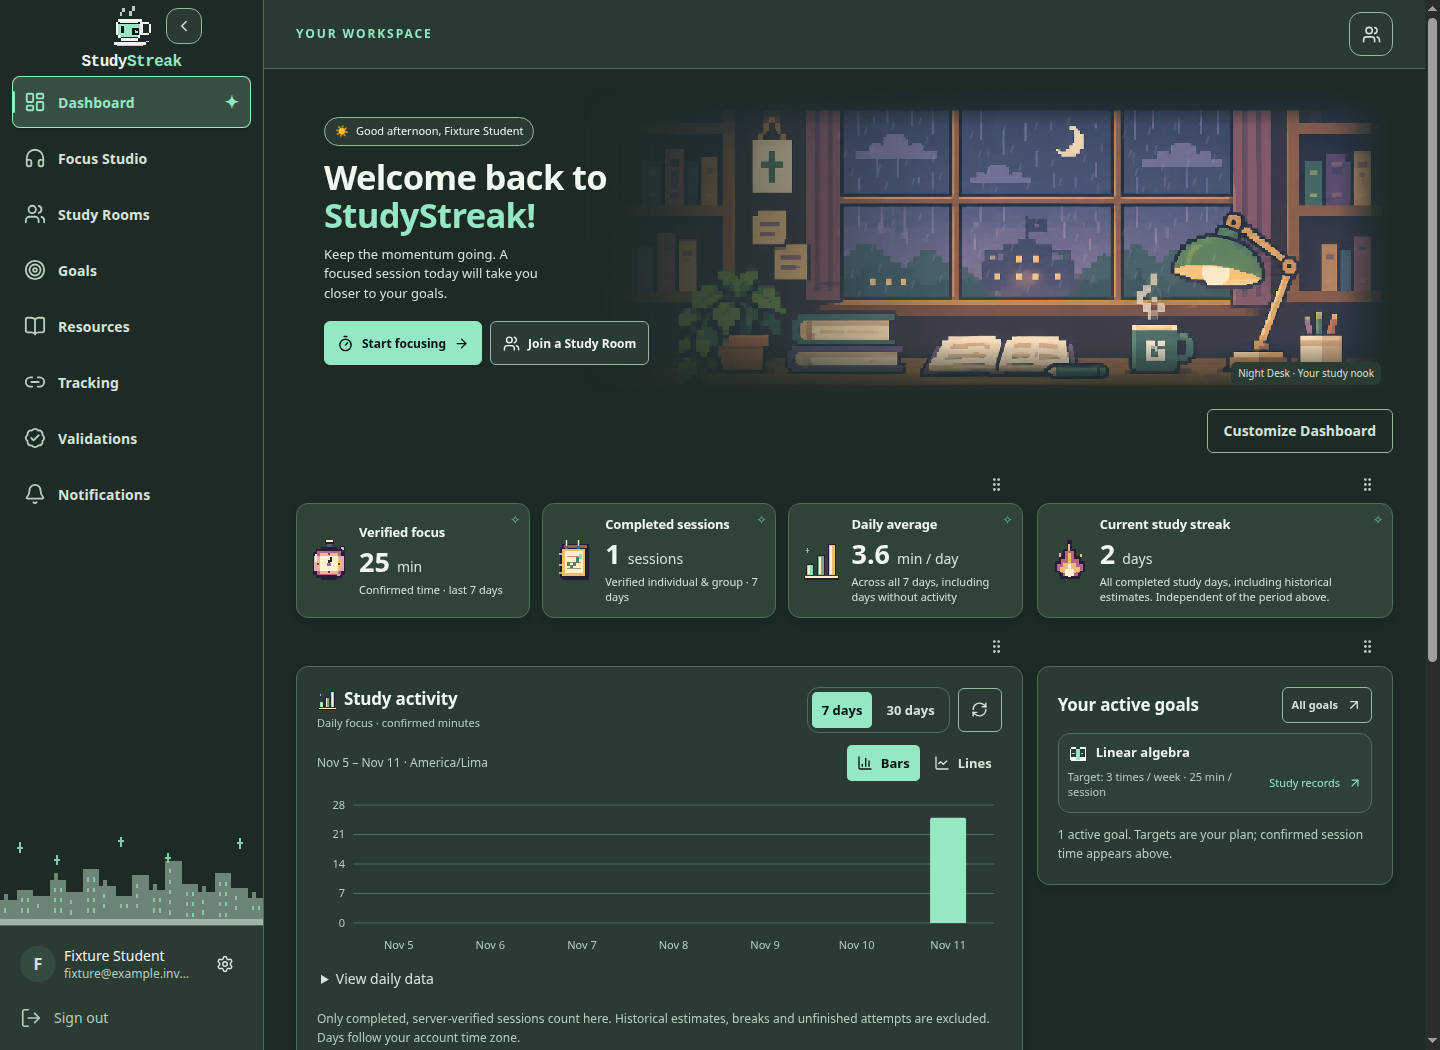 StudyStreak
Dashboard
Focus Studio
Study Rooms
Goals
Resources
Tracking
Validations
Notifications
F
Fixture Student
fixture@example.inv...
Sign out
YOUR WORKSPACE
Good afternoon, Fixture Student
Welcome back to
StudyStreak!
Keep the momentum going. A
focused session today will take you
closer to your goals.
Start focusing
Join a Study Room
Night Desk · Your study nook
Customize Dashboard
Verified focus
25 min
Confirmed time · last 7 days
Completed sessions
1 sessions
Verified individual & group · 7
days
Daily average
3.6 min / day
Across all 7 days, including
days without activity
Current study streak
2 days
All completed study days, including historical
estimates. Independent of the period above.
Study activity
Daily focus · confirmed minutes
7 days
30 days
Nov 5 – Nov 11 · America/Lima
Bars
Lines
28
21
14
7
0
Nov 5
Nov 6
Nov 7
Nov 8
Nov 9
Nov 10
Nov 11
View daily data
Only completed, server-verified sessions count here. Historical estimates, breaks and unfinished attempts are excluded.
Days follow your account time zone.
Your active goals
All goals
Linear algebra
Target: 3 times / week · 25 min /
session
Study records
1 active goal. Targets are your plan; confirmed session
time appears above.